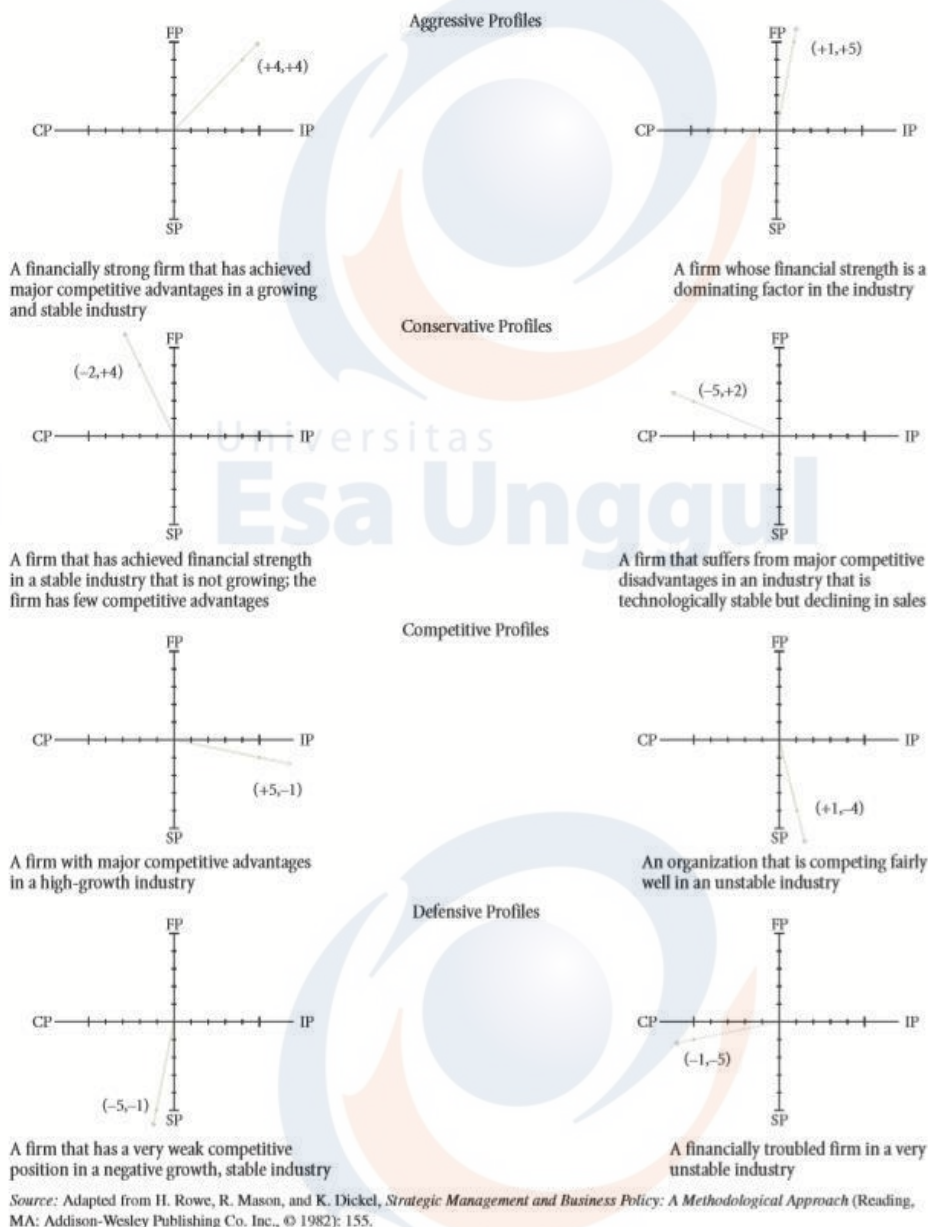 Aggressive Profiles
FP
(+4,+4)
CP
IP
SP
FP
(+1,+5)
CP
IP
SP
A financially strong firm that has achieved
major competitive advantages in a growing
and stable industry
A firm whose financial strength is a
dominating factor in the industry
Conservative Profiles
FP
(–2,+4)
CP
IP
SP
FP
(–5,+2)
CP
IP
SP
Universitas
Esa Unggul
A firm that has achieved financial strength
in a stable industry that is not growing; the
firm has few competitive advantages
A firm that suffers from major competitive
disadvantages in an industry that is
technologically stable but declining in sales
Competitive Profiles
FP
CP
IP
(+5,–1)
SP
FP
CP
IP
(+1,–4)
SP
A firm with major competitive advantages
in a high-growth industry
An organization that is competing fairly
well in an unstable industry
Defensive Profiles
FP
CP
IP
(–5,–1)
SP
FP
CP
IP
(–1,–5)
SP
A firm that has a very weak competitive
position in a negative growth, stable industry
A financially troubled firm in a very
unstable industry
Source: Adapted from H. Rowe, R. Mason, and K. Dickel, Strategic Management and Business Policy: A Methodological Approach (Reading,
MA: Addison-Wesley Publishing Co. Inc., © 1982): 155.